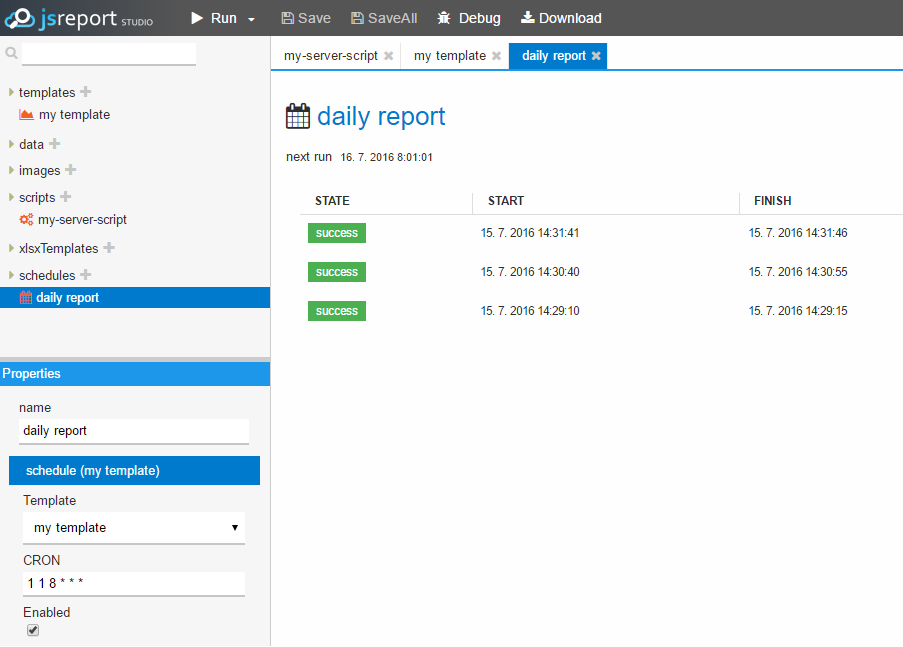 jsreport STUDIO Run Save SaveAll Debug Download
my-server-script my template daily report
templates
my template
data
images
scripts
my-server-script
xlsxTemplates
schedules
daily report
Properties
name
daily report
schedule (my template)
Template
my template
CRON
1 1 8 * * *
Enabled
daily report
next run 16. 7. 2016 8:01:01
STATE START FINISH
success 15. 7. 2016 14:31:41 15. 7. 2016 14:31:46
success 15. 7. 2016 14:30:40 15. 7. 2016 14:30:55
success 15. 7. 2016 14:29:10 15. 7. 2016 14:29:15